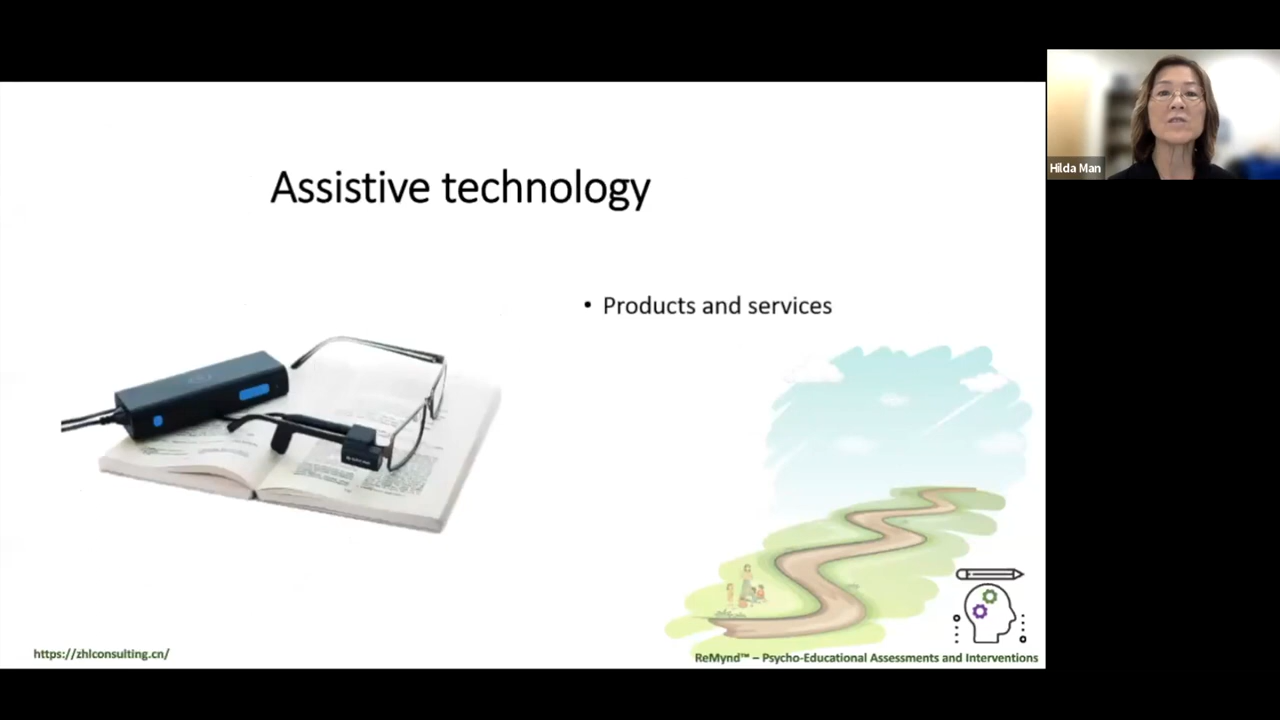 Hilda Man
Assistive technology
• Products and services
https://zhlconsulting.cn/
ReMynd™ – Psycho-Educational Assessments and Interventions